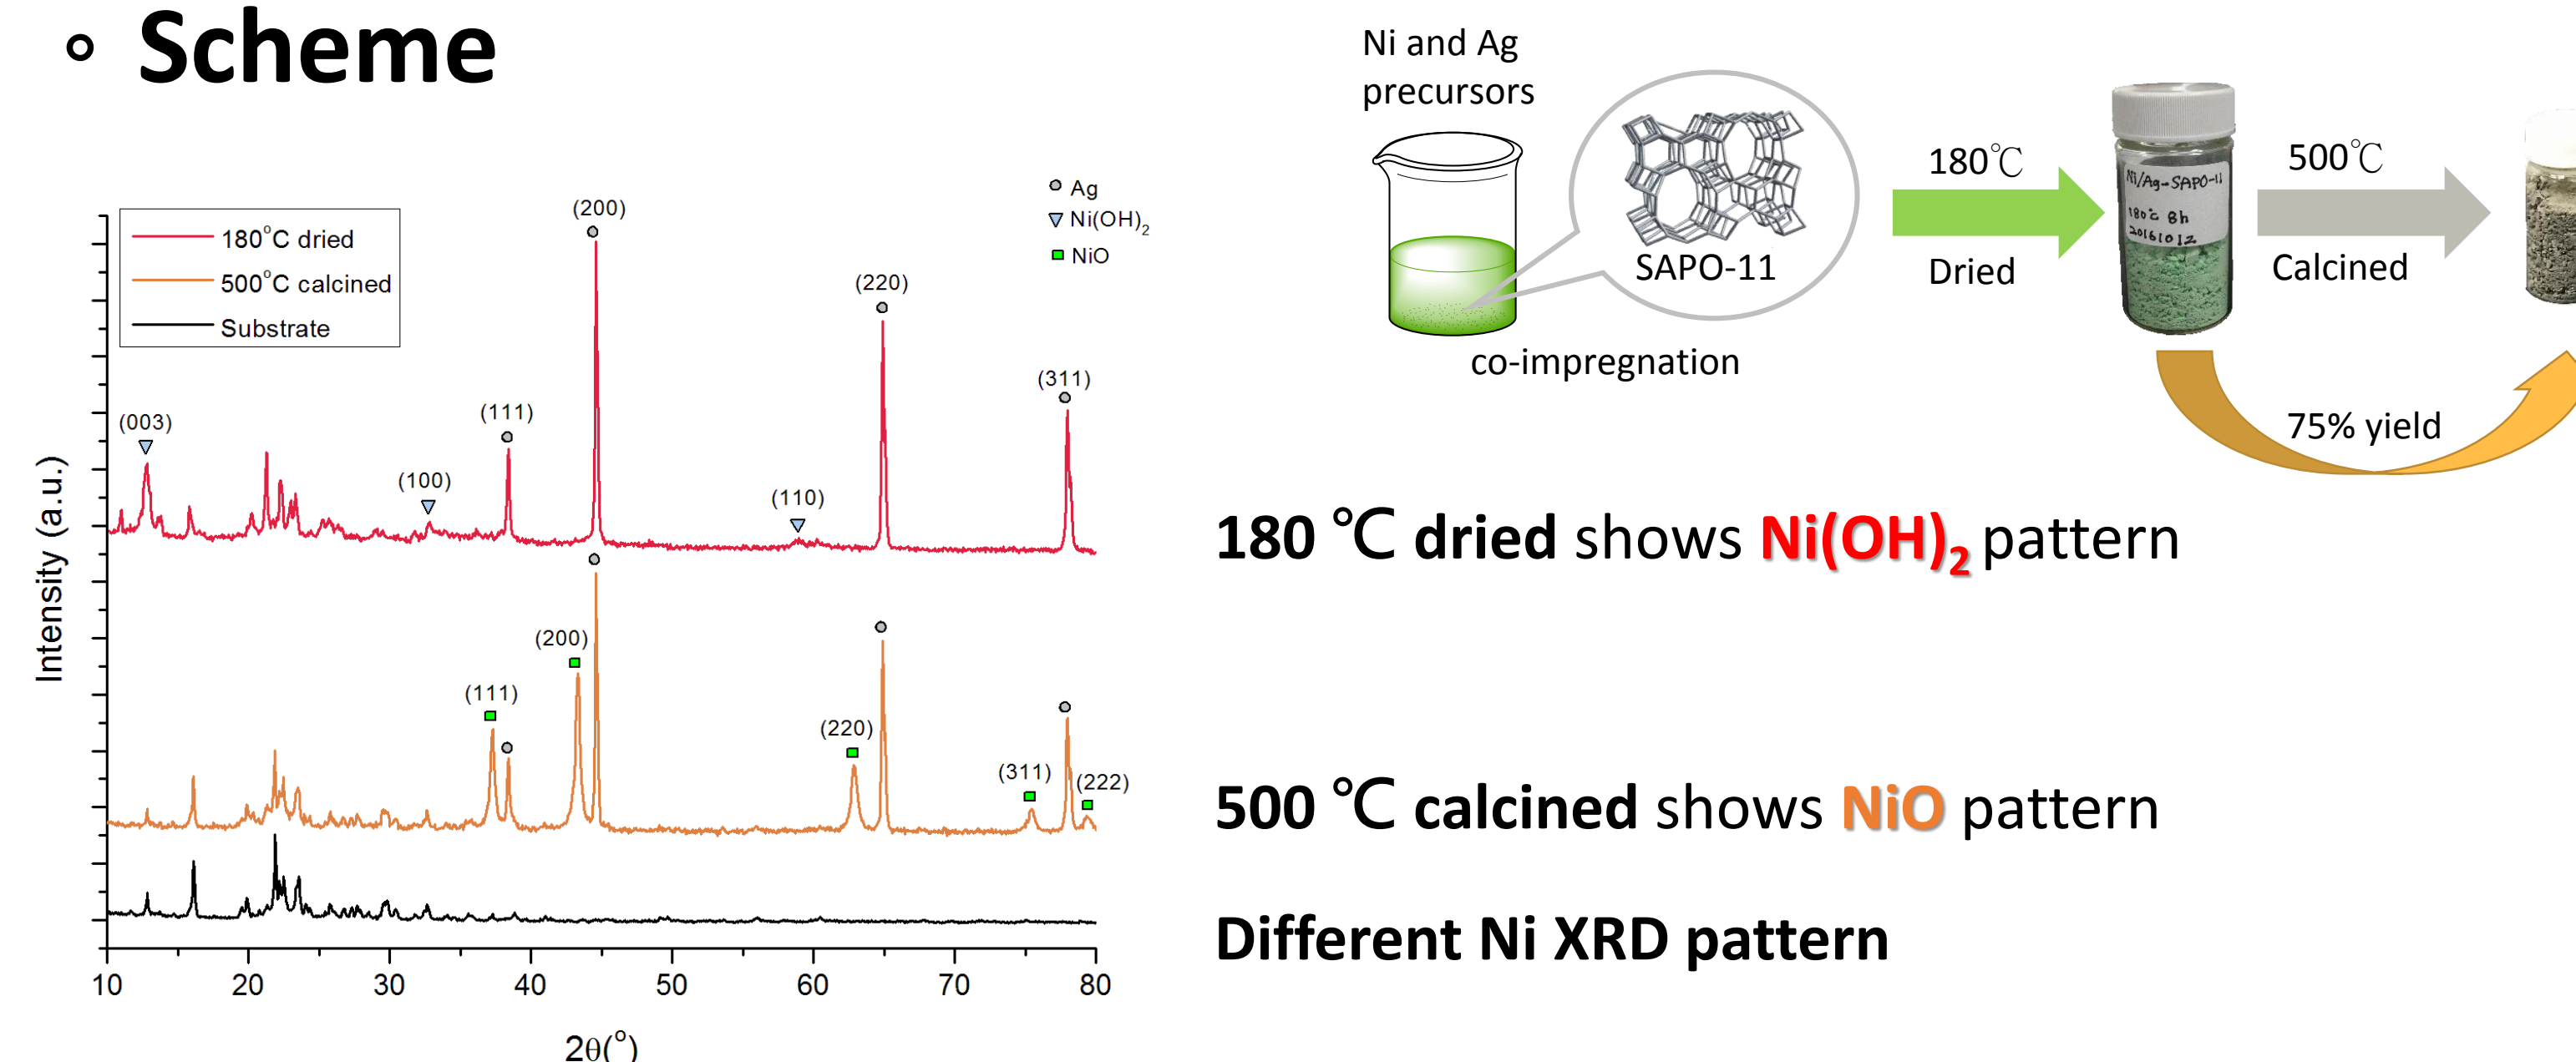 Scheme
180°C dried
500°C calcined
Substrate
Ag
Ni(OH)2
NiO
(003)
(100)
(111)
(200)
(110)
(220)
(311)
(111)
(200)
(220)
(311)
(222)
Intensity (a.u.)
10 20 30 40 50 60 70 80
2θ(°)
Ni and Ag
precursors
SAPO-11
co-impregnation
180℃
Dried
Ni/Ag-SAPO-11
180°C 8h
20161012
500℃
Calcined
75% yield
180 ℃ dried shows Ni(OH)2 pattern
500 ℃ calcined shows NiO pattern
Different Ni XRD pattern